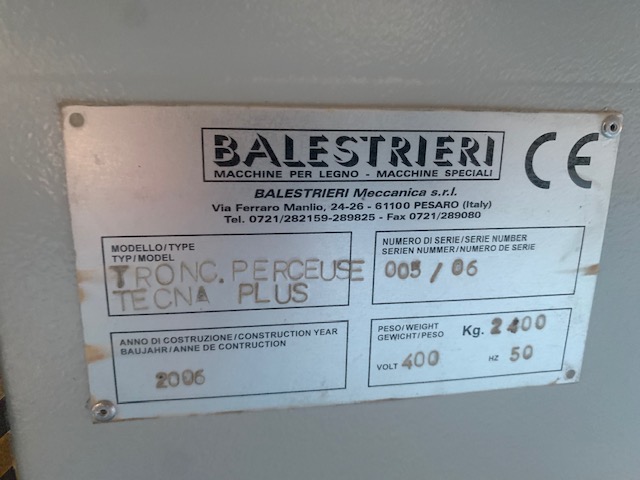 BALESTRIERI
MACCHINE PER LEGNO - MACCHINE SPECIALI
CE
BALESTRIERI Meccanica s.r.l.
Via Ferraro Manlio, 24-26 - 61100 PESARO (Italy)
Tel. 0721/282159-289825 - Fax 0721/289080
MODELLO/TYPE
TYP/MODEL
TRONC. PERCEUSE
TECNA PLUS
NUMERO DI SERIE/SERIE NUMBER
SERIEN NUMMER/NUMERO DE SERIE
005/06
ANNO DI COSTRUZIONE/CONSTRUCTION YEAR
BAUJAHR/ANNE DE CONTRUCTION
2006
PESO/WEIGHT
GEWICHT/PESO
Kg. 2400
VOLT 400 HZ 50